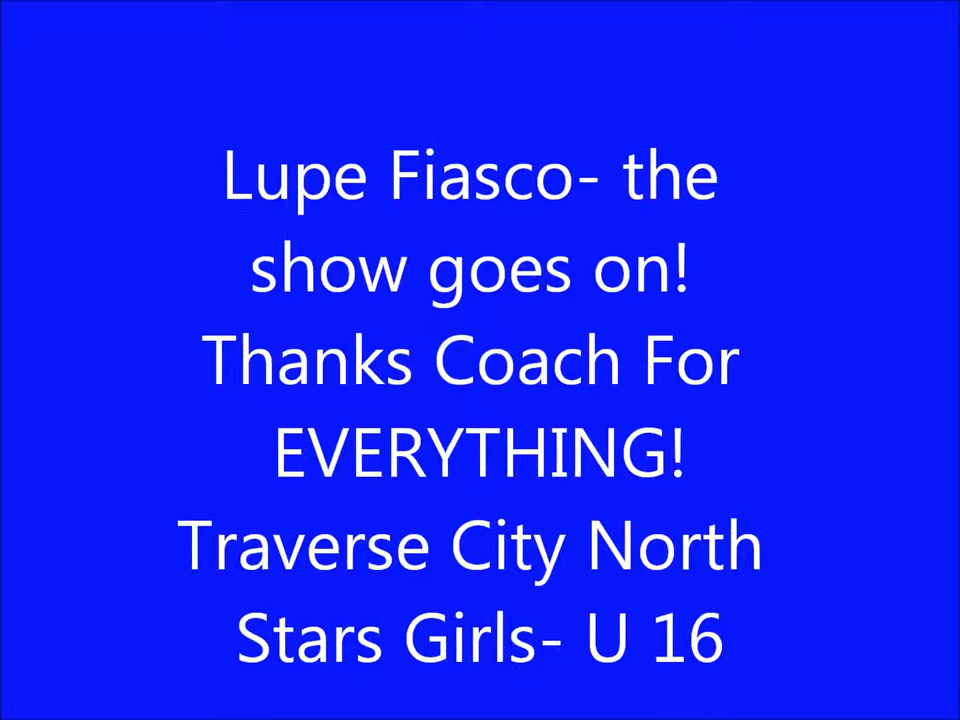 Lupe Fiasco- the
show goes on!
Thanks Coach For
EVERYTHING!
Traverse City North
Stars Girls- U 16